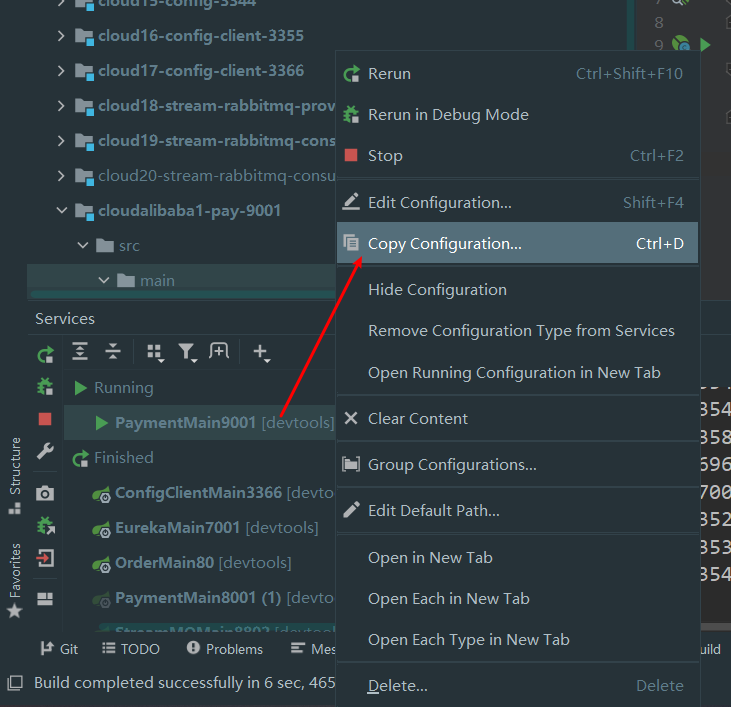 cloud15-config-3344
cloud16-config-client-3355
cloud17-config-client-3366
cloud18-stream-rabbitmq-prov
cloud19-stream-rabbitmq-cons
cloud20-stream-rabbitmq-consu
cloudalibaba1-pay-9001
src
main
Services
Running
PaymentMain9001 [devtools]
Finished
ConfigClientMain3366 [devto
EurekaMain7001 [devtools]
OrderMain80 [devtools]
PaymentMain8001 (1) [devto
StreamMQMain8802 [devtools]
Structure
Favorites
Git
TODO
Problems
Mes
uild
Build completed successfully in 6 sec, 465
Rerun Ctrl+Shift+F10
Rerun in Debug Mode
Stop Ctrl+F2
Edit Configuration... Shift+F4
Copy Configuration... Ctrl+D
Hide Configuration
Remove Configuration Type from Services
Open Running Configuration in New Tab
Clear Content
Group Configurations...
Edit Default Path...
Open in New Tab
Open Each in New Tab
Open Each Type in New Tab
Delete... Delete
7
8
9
354
358
696
700
352
353
354